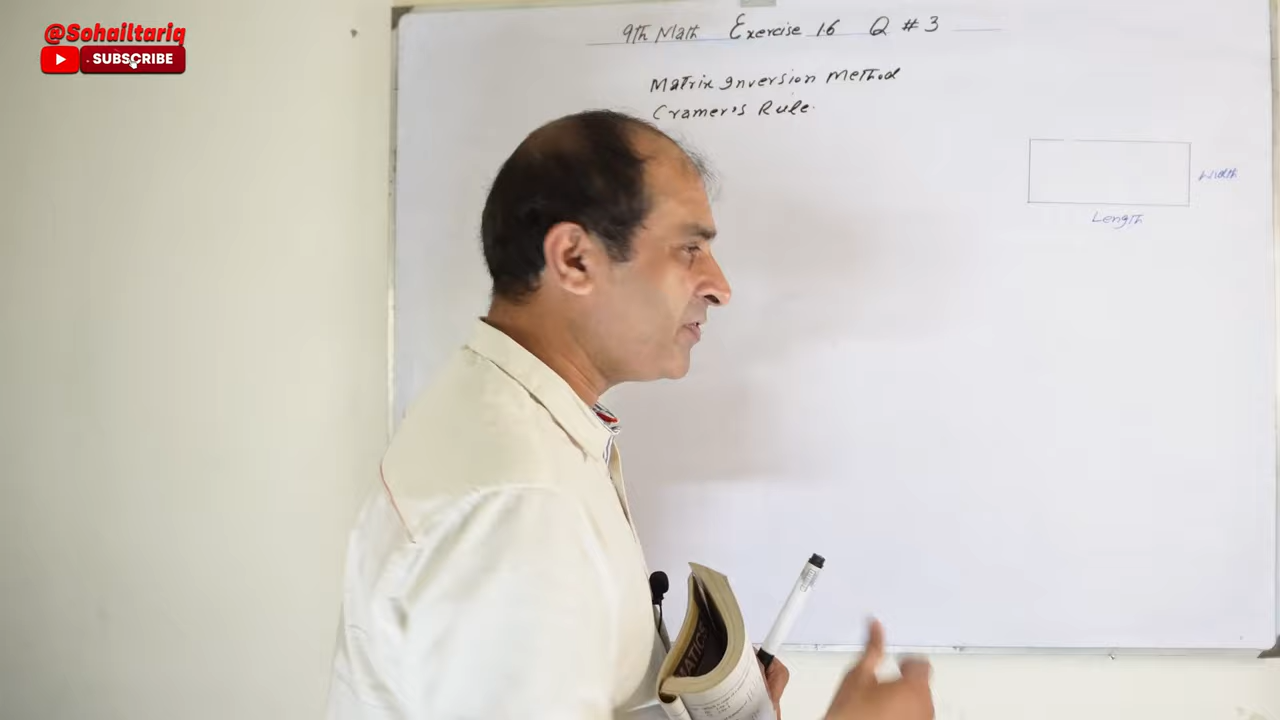 @Sohailtariq
SUBSCRIBE
9th Math Exercise 1.6 Q # 3
Matrix Inversion Method
Cramer's Rule.
Width
Length